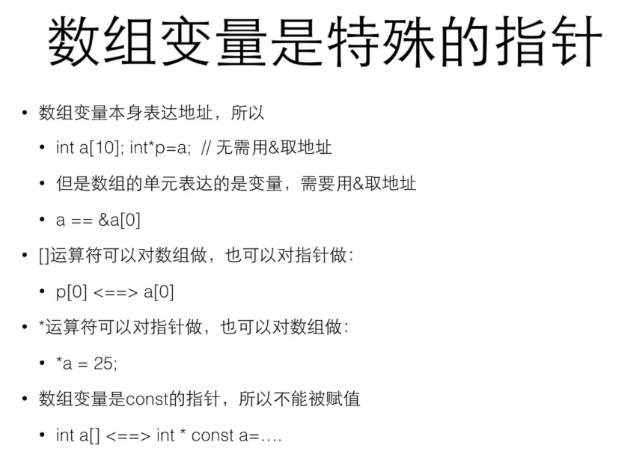 数组变量是特殊的指针
• 数组变量本身表达地址，所以
• int a[10]; int*p=a; // 无需用&取地址
• 但是数组的单元表达的是变量，需要用&取地址
• a == &a[0]
• []运算符可以对数组做，也可以对指针做：
• p[0] <==> a[0]
• *运算符可以对指针做，也可以对数组做：
• *a = 25;
• 数组变量是const的指针，所以不能被赋值
• int a[] <==> int * const a=….